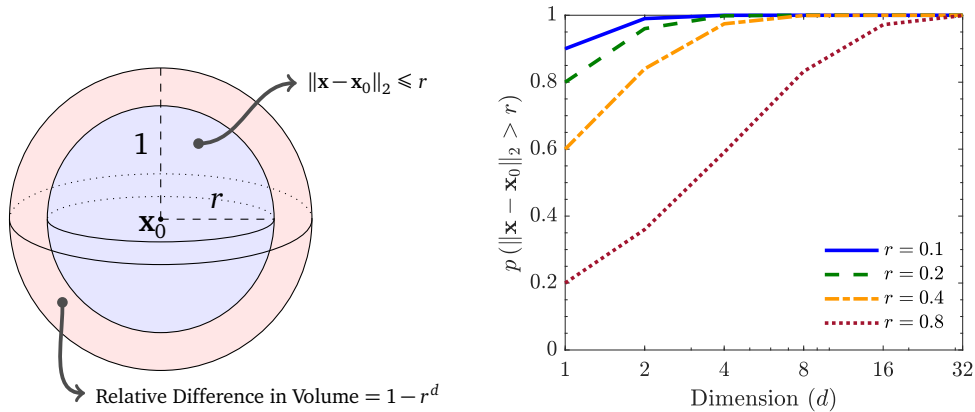 ‖x − x₀‖₂ ⩽ r
1
r
x₀
Relative Difference in Volume = 1 − rᵈ
p (‖x − x₀‖₂ > r)
1
0.8
0.6
0.4
0.2
0
r = 0.1
r = 0.2
r = 0.4
r = 0.8
1 2 4 8 16 32
Dimension (d)